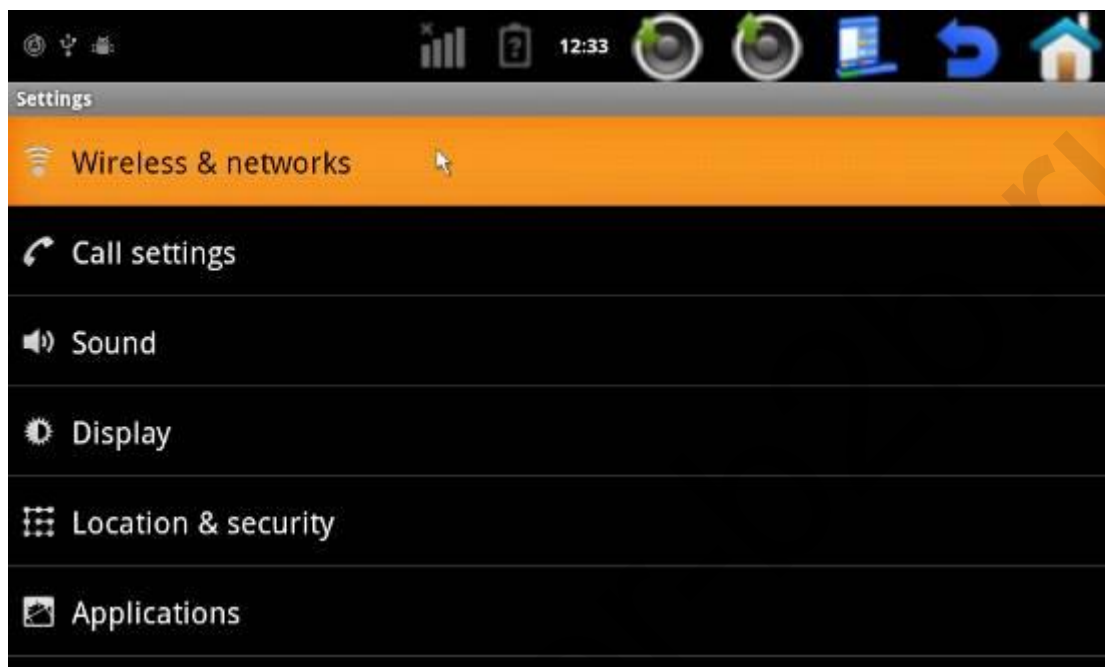 12:33
Settings
Wireless & networks
Call settings
Sound
Display
Location & security
Applications